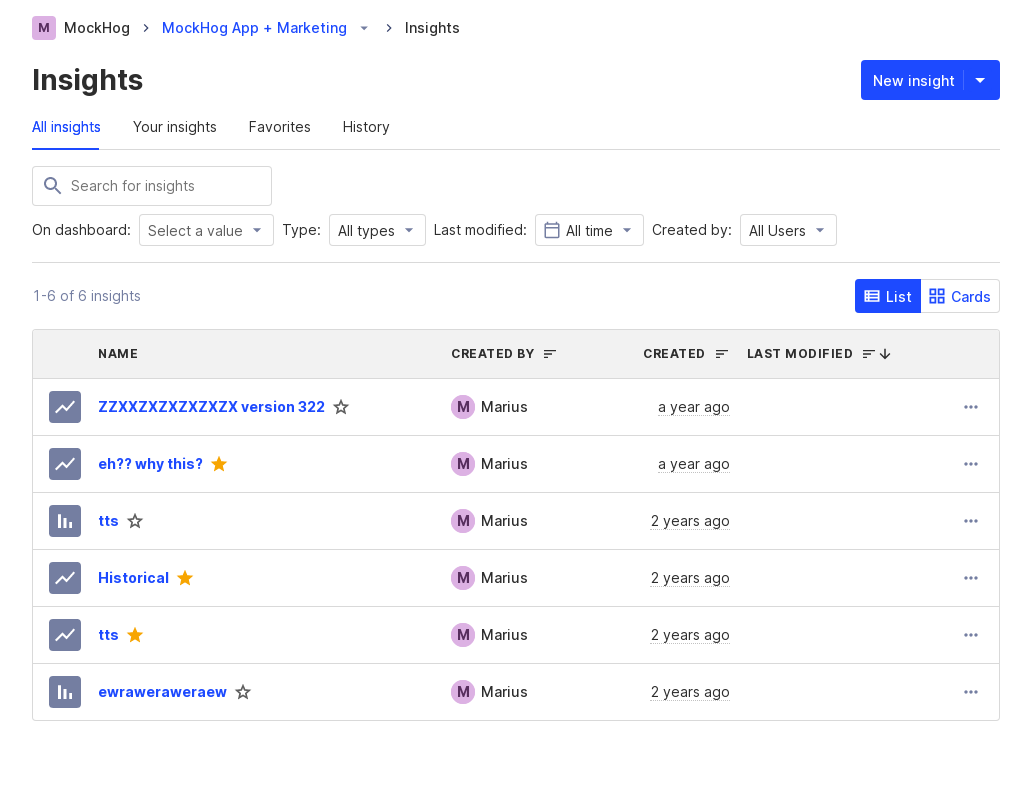 M MockHog MockHog App + Marketing Insights
Insights
New insight
All insights Your insights Favorites History
Search for insights
On dashboard: Select a value Type: All types Last modified: All time Created by: All Users
1-6 of 6 insights
List Cards
NAME CREATED BY CREATED LAST MODIFIED
ZZXXZXZXZXZXZX version 322 M Marius a year ago
eh?? why this? M Marius a year ago
tts M Marius 2 years ago
Historical M Marius 2 years ago
tts M Marius 2 years ago
ewraweraweraew M Marius 2 years ago